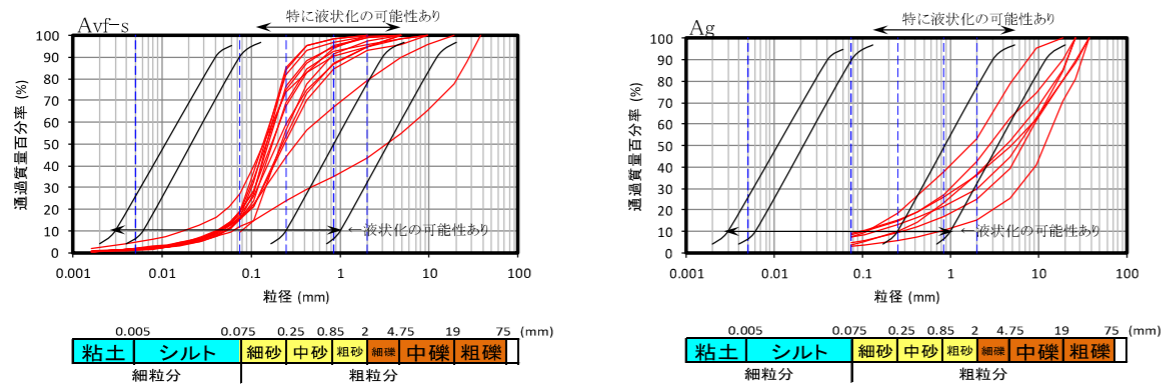 Avf-s
特に液状化の可能性あり
通過質量百分率 (%)
100
90
80
70
60
50
40
30
20
10
0
←液状化の可能性あり
0.001 0.01 0.1 1 10 100
粒径 (mm)
0.005 0.075 0.25 0.85 2 4.75 19 75 (mm)
粘土 シルト 細砂 中砂 粗砂 細礫 中礫 粗礫
細粒分 粗粒分
Ag
特に液状化の可能性あり
通過質量百分率 (%)
100
90
80
70
60
50
40
30
20
10
0
←液状化の可能性あり
0.001 0.01 0.1 1 10 100
粒径 (mm)
0.005 0.075 0.25 0.85 2 4.75 19 75 (mm)
粘土 シルト 細砂 中砂 粗砂 細礫 中礫 粗礫
細粒分 粗粒分